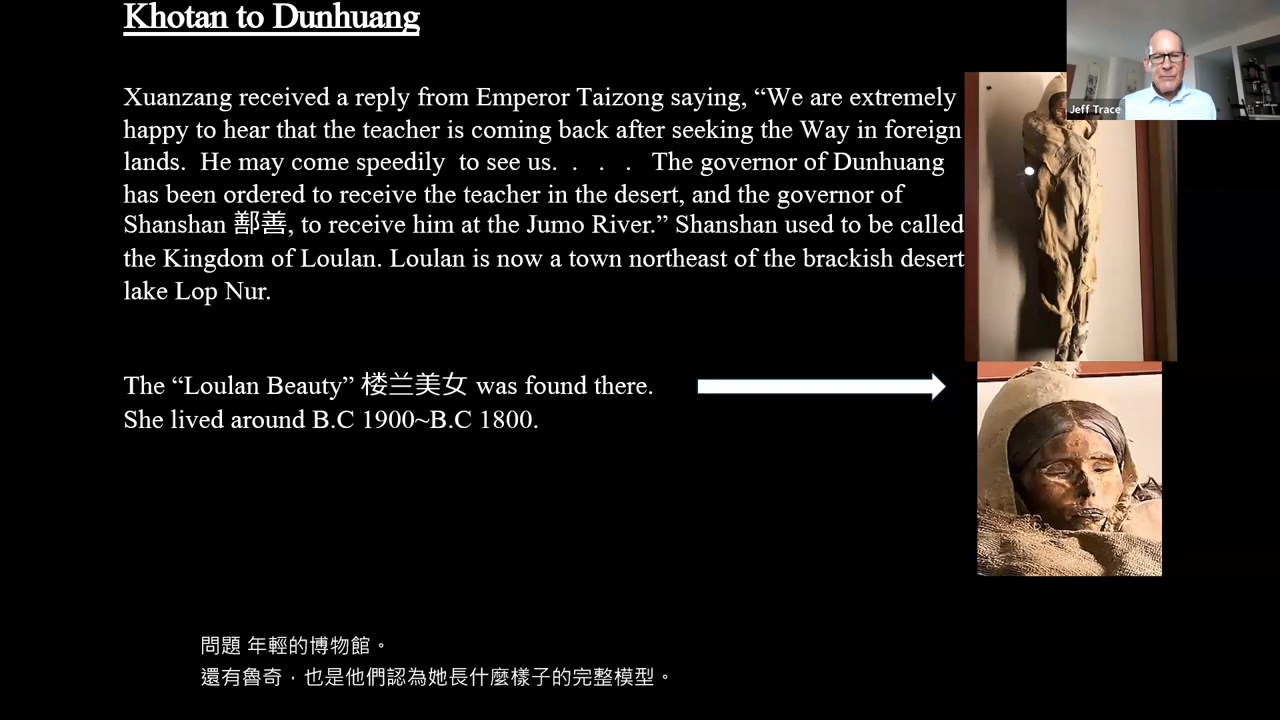 Khotan to Dunhuang
Jeff Trace
Xuanzang received a reply from Emperor Taizong saying, “We are extremely
happy to hear that the teacher is coming back after seeking the Way in foreign
lands. He may come speedily to see us. . . . The governor of Dunhuang
has been ordered to receive the teacher in the desert, and the governor of
Shanshan 鄯善, to receive him at the Jumo River.” Shanshan used to be called
the Kingdom of Loulan. Loulan is now a town northeast of the brackish desert
lake Lop Nur.
The “Loulan Beauty” 楼兰美女 was found there.
She lived around B.C 1900~B.C 1800.
問題 年輕的博物館。
還有魯奇，也是他們認為她長什麼樣子的完整模型。